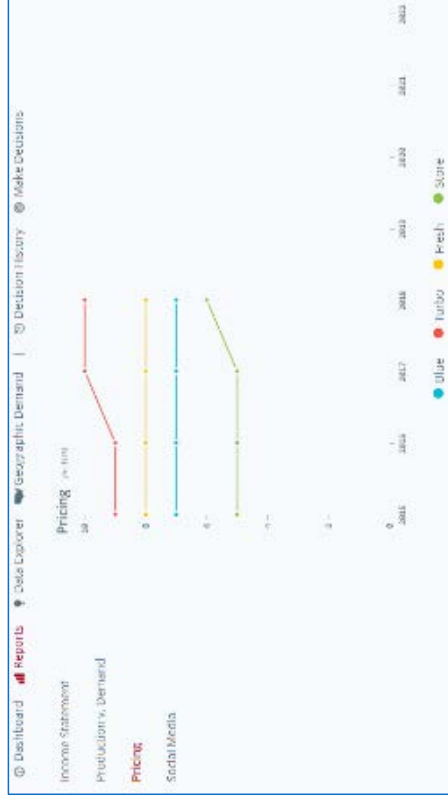 Dashboard Reports Data Explorer Geographic Demand | Decision History Make Decisions
Income Statement
Production v. Demand
Pricing
Social Media
Pricing
10
8
6
4
2
0
2015 2016 2017 2018 2019 2020 2021 2022
Blue Turbo Fresh Store